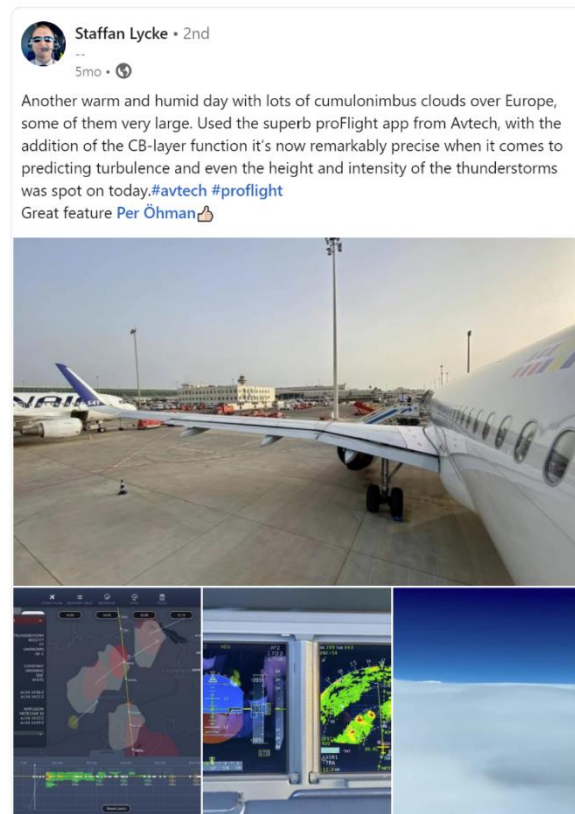 Staffan Lycke • 2nd
--
5mo •
Another warm and humid day with lots of cumulonimbus clouds over Europe,
some of them very large. Used the superb proFlight app from Avtech, with the
addition of the CB-layer function it’s now remarkably precise when it comes to
predicting turbulence and even the height and intensity of the thunderstorms
was spot on today.#avtech #proflight
Great feature Per Öhman👍🏻